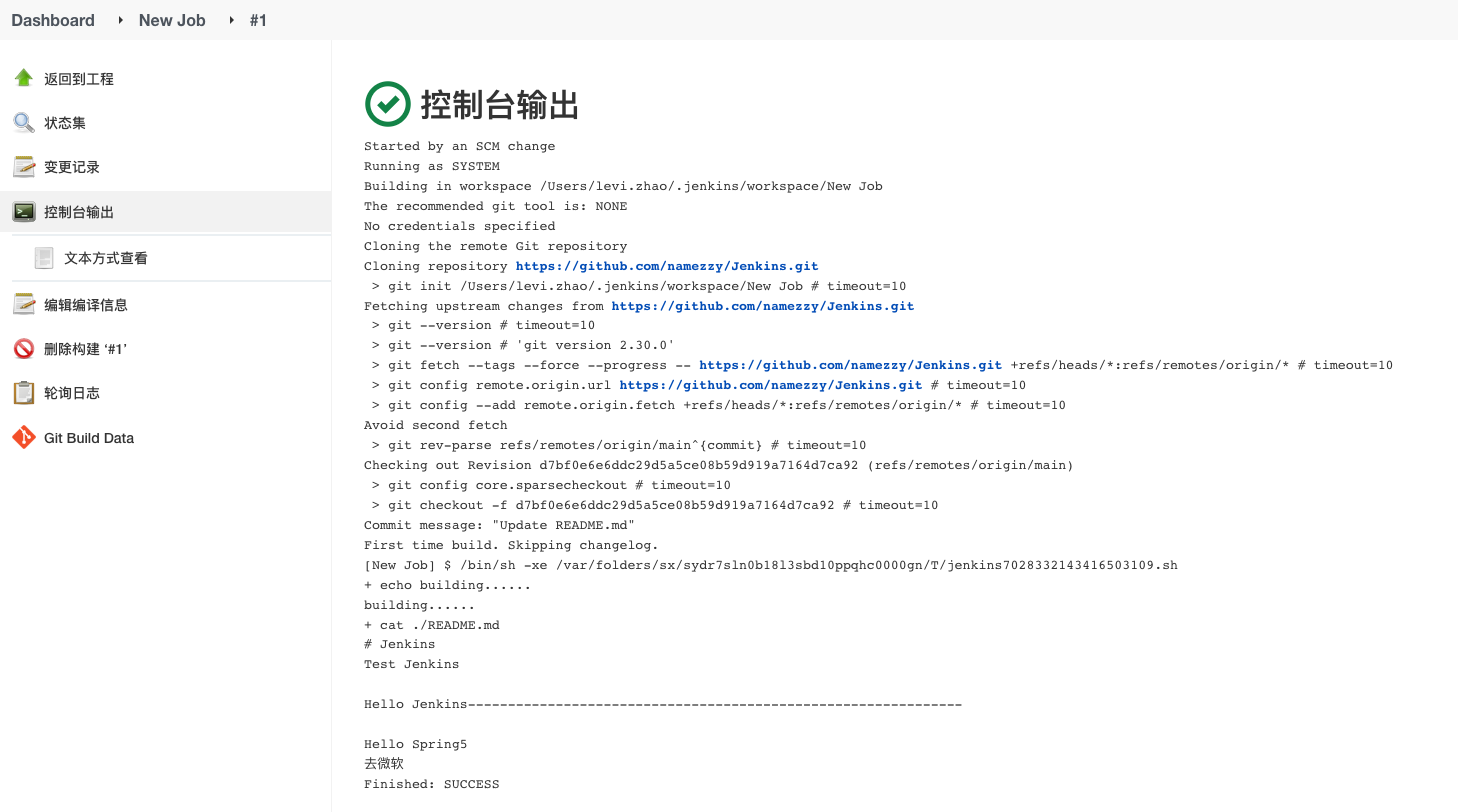 Dashboard ▸ New Job ▸ #1
返回到工程
状态集
变更记录
控制台输出
文本方式查看
编辑编译信息
删除构建 ‘#1’
轮询日志
Git Build Data
控制台输出
Started by an SCM change
Running as SYSTEM
Building in workspace /Users/levi.zhao/.jenkins/workspace/New Job
The recommended git tool is: NONE
No credentials specified
Cloning the remote Git repository
Cloning repository https://github.com/namezzy/Jenkins.git
 > git init /Users/levi.zhao/.jenkins/workspace/New Job # timeout=10
Fetching upstream changes from https://github.com/namezzy/Jenkins.git
 > git --version # timeout=10
 > git --version # 'git version 2.30.0'
 > git fetch --tags --force --progress -- https://github.com/namezzy/Jenkins.git +refs/heads/*:refs/remotes/origin/* # timeout=10
 > git config remote.origin.url https://github.com/namezzy/Jenkins.git # timeout=10
 > git config --add remote.origin.fetch +refs/heads/*:refs/remotes/origin/* # timeout=10
Avoid second fetch
 > git rev-parse refs/remotes/origin/main^{commit} # timeout=10
Checking out Revision d7bf0e6e6ddc29d5a5ce08b59d919a7164d7ca92 (refs/remotes/origin/main)
 > git config core.sparsecheckout # timeout=10
 > git checkout -f d7bf0e6e6ddc29d5a5ce08b59d919a7164d7ca92 # timeout=10
Commit message: "Update README.md"
First time build. Skipping changelog.
[New Job] $ /bin/sh -xe /var/folders/sx/sydr7sln0b18l3sbd10ppqhc0000gn/T/jenkins7028332143416503109.sh
+ echo building......
building......
+ cat ./README.md
# Jenkins
Test Jenkins
Hello Jenkins--------------------------------------------------------------
Hello Spring5
去微软
Finished: SUCCESS